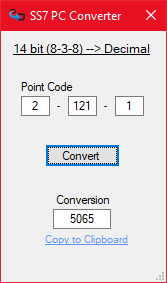 SS7 PC Converter
14 bit (8-3-8) --> Decimal
Point Code
2 - 121 - 1
Convert
Conversion
5065
Copy to Clipboard